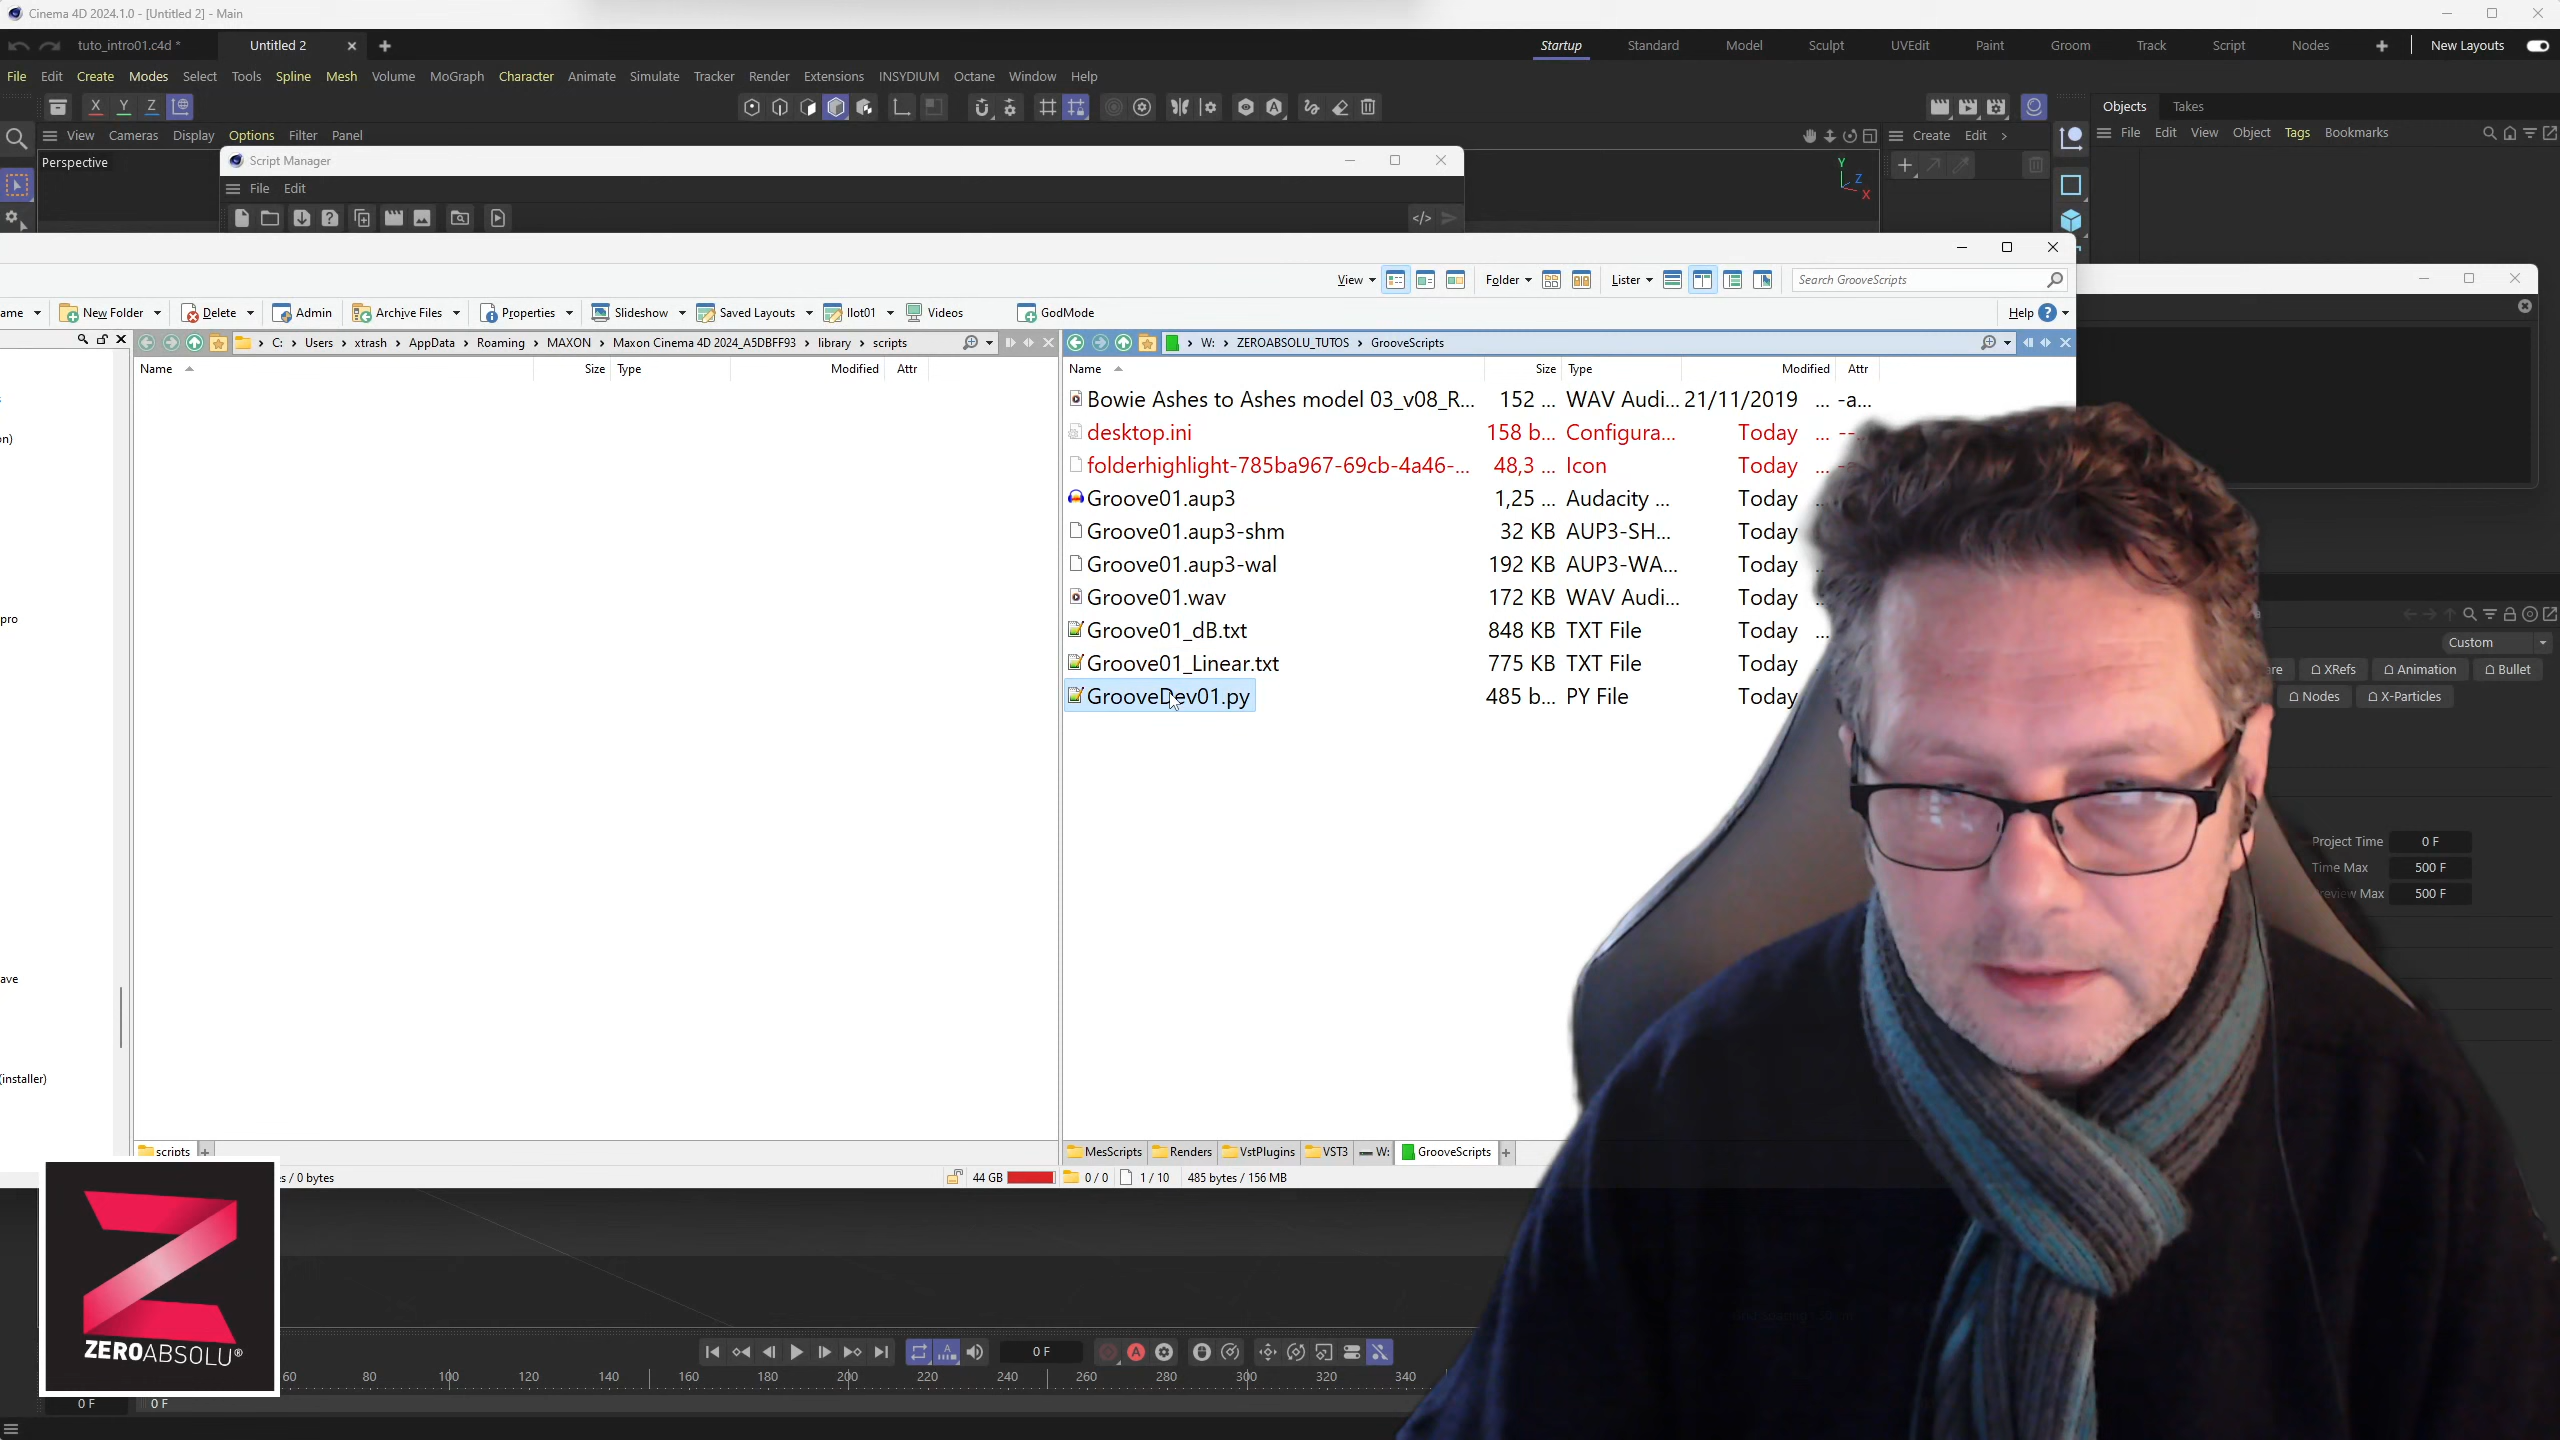 Cinema 4D 2024.1.0 - [Untitled 2] - Main
tuto_intro01.c4d *
Untitled 2
Startup
Standard
Model
Sculpt
UVEdit
Paint
Groom
Track
Script
Nodes
New Layouts
File Edit Create Modes Select Tools Spline Mesh Volume MoGraph Character Animate Simulate Tracker Render Extensions INSYDIUM Octane Window Help
X Y Z
Objects Takes
View Cameras Display Options Filter Panel
Create Edit
File Edit View Object Tags Bookmarks
Perspective
Script Manager
Y
Z
X
File Edit
View Folder Lister Search GrooveScripts
ame New Folder Delete Admin Archive Files Properties Slideshow Saved Layouts Ilot01 Videos GodMode Help
C: Users xtrash AppData Roaming MAXON Maxon Cinema 4D 2024_A5DBFF93 library scripts
W: ZEROABSOLU_TUTOS GrooveScripts
Name Size Type Modified Attr
Name Size Type Modified Attr
Bowie Ashes to Ashes model 03_v08_R... 152 ... WAV Audi... 21/11/2019 ... -a...
desktop.ini 158 b... Configura... Today ... --
folderhighlight-785ba967-69cb-4a46-... 48,3 ... Icon Today ...
Groove01.aup3 1,25 ... Audacity ... Today
Groove01.aup3-shm 32 KB AUP3-SH... Today
Groove01.aup3-wal 192 KB AUP3-WA... Today
Groove01.wav 172 KB WAV Audi... Today
Groove01_dB.txt 848 KB TXT File Today ...
Groove01_Linear.txt 775 KB TXT File Today
GrooveDev01.py 485 b... PY File Today
on)
pro
ave
(installer)
Custom
XRefs Animation Bullet
Nodes X-Particles
Project Time 0 F
Time Max 500 F
Max 500 F
scripts
MesScripts Renders VstPlugins VST3 W: GrooveScripts
s / 0 bytes
44 GB 0 / 0 1 / 10 485 bytes / 156 MB
ZEROABSOLU®
0 F
60 80 100 120 140 160 180 200 220 240 260 280 300 320 340
0 F 0 F